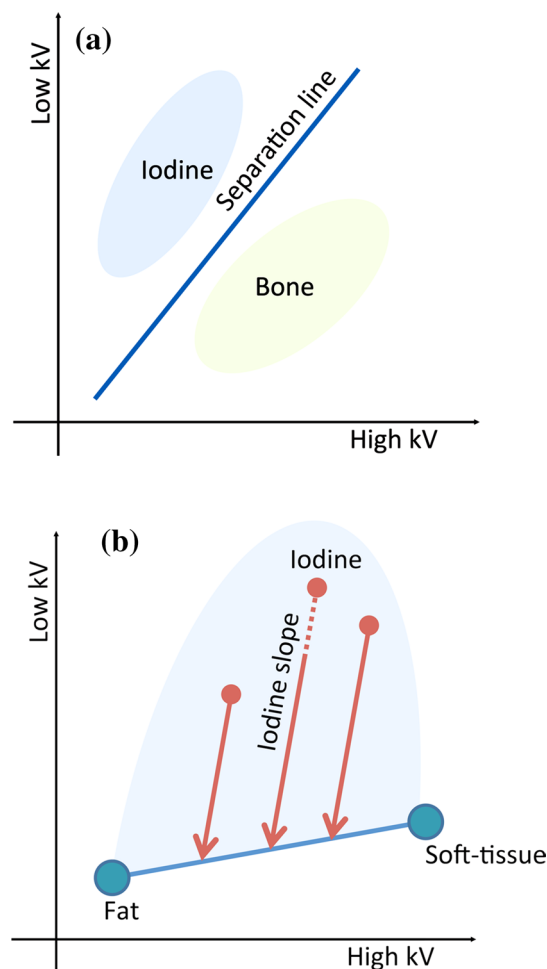 (a)
Low kV
Iodine
Separation line
Bone
High kV
(b)
Low kV
Iodine
Iodine slope
Soft-tissue
Fat
High kV